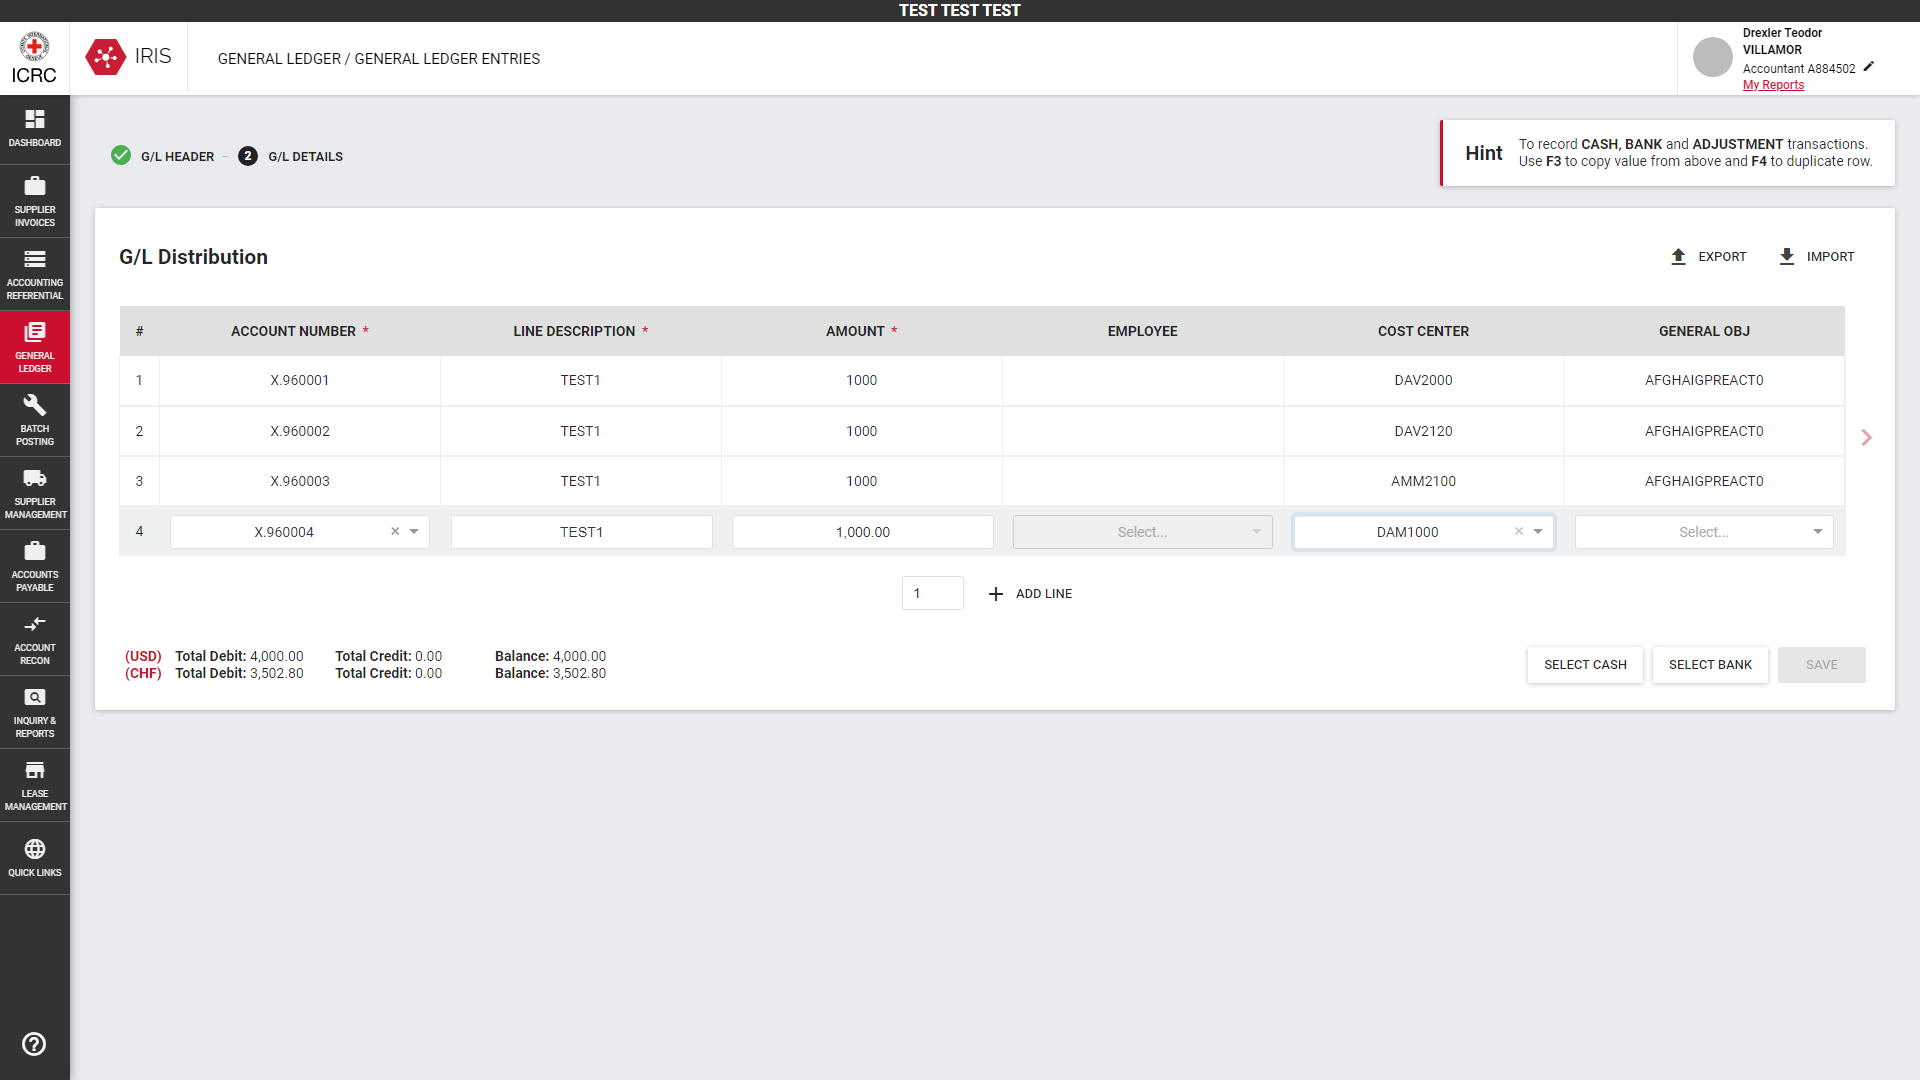 TEST TEST TEST
ICRC
IRIS
GENERAL LEDGER / GENERAL LEDGER ENTRIES
Drexler Teodor
VILLAMOR
Accountant A884502
My Reports
DASHBOARD
SUPPLIER
INVOICES
ACCOUNTING
REFERENTIAL
GENERAL
LEDGER
BATCH
POSTING
SUPPLIER
MANAGEMENT
ACCOUNTS
PAYABLE
ACCOUNT
RECON
INQUIRY &
REPORTS
LEASE
MANAGEMENT
QUICK LINKS
G/L HEADER – 2 G/L DETAILS
Hint
To record CASH, BANK and ADJUSTMENT transactions.
Use F3 to copy value from above and F4 to duplicate row.
G/L Distribution
EXPORT IMPORT
# ACCOUNT NUMBER * LINE DESCRIPTION * AMOUNT * EMPLOYEE COST CENTER GENERAL OBJ
1 X.960001 TEST1 1000 DAV2000 AFGHAIGPREACT0
2 X.960002 TEST1 1000 DAV2120 AFGHAIGPREACT0
3 X.960003 TEST1 1000 AMM2100 AFGHAIGPREACT0
4 X.960004 × TEST1 1,000.00 Select... DAM1000 × Select...
1 + ADD LINE
(USD) Total Debit: 4,000.00 Total Credit: 0.00 Balance: 4,000.00
(CHF) Total Debit: 3,502.80 Total Credit: 0.00 Balance: 3,502.80
SELECT CASH SELECT BANK SAVE